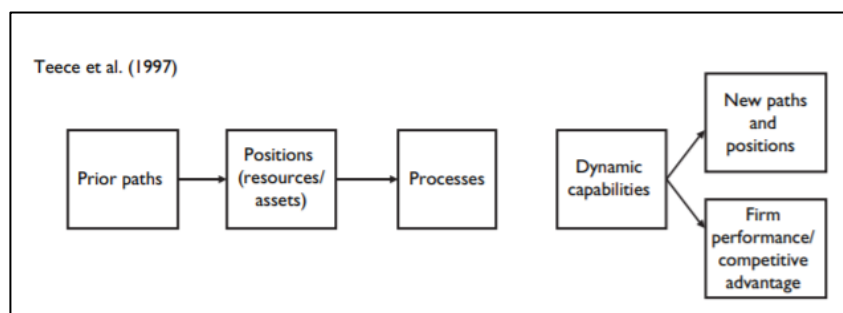 Teece et al. (1997)
Prior paths
Positions
(resources/
assets)
Processes
Dynamic
capabilities
New paths
and
positions
Firm
performance/
competitive
advantage